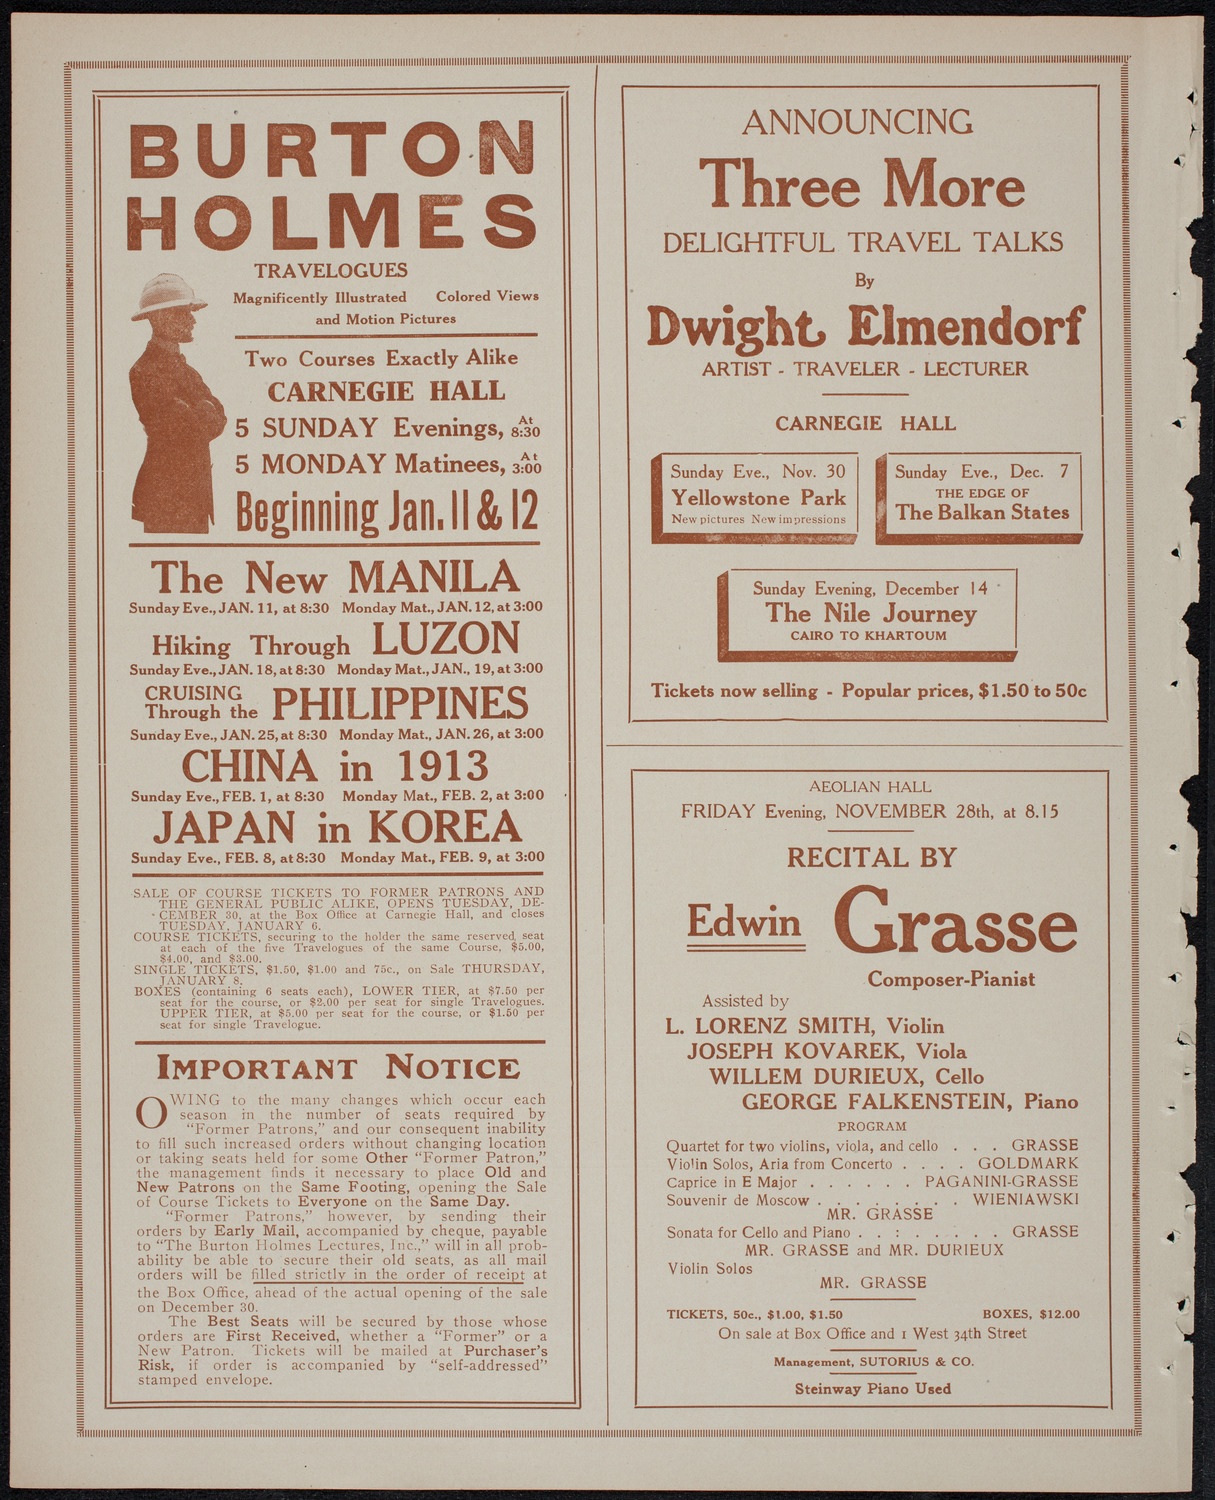 BURTON
HOLMES
TRAVELOGUES
Magnificently Illustrated Colored Views
and Motion Pictures
Two Courses Exactly Alike
CARNEGIE HALL
5 SUNDAY Evenings, At 8:30
5 MONDAY Matinees, At 3:00
Beginning Jan. 11 & 12
The New MANILA
Sunday Eve., JAN. 11, at 8:30 Monday Mat., JAN. 12, at 3:00
Hiking Through LUZON
Sunday Eve., JAN. 18, at 8:30 Monday Mat., JAN., 19, at 3:00
CRUISING
Through the PHILIPPINES
Sunday Eve., JAN. 25, at 8:30 Monday Mat., JAN. 26, at 3:00
CHINA in 1913
Sunday Eve., FEB. 1, at 8:30 Monday Mat., FEB. 2, at 3:00
JAPAN in KOREA
Sunday Eve., FEB. 8, at 8:30 Monday Mat., FEB. 9, at 3:00
SALE OF COURSE TICKETS TO FORMER PATRONS AND
THE GENERAL PUBLIC ALIKE, OPENS TUESDAY, DE-
CEMBER 30, at the Box Office at Carnegie Hall, and closes
TUESDAY, JANUARY 6.
COURSE TICKETS, securing to the holder the same reserved seat
at each of the five Travelogues of the same Course, $5.00,
$4.00, and $3.00.
SINGLE TICKETS, $1.50, $1.00 and 75c., on Sale THURSDAY,
JANUARY 8.
BOXES (containing 6 seats each), LOWER TIER, at $7.50 per
seat for the course, or $2.00 per seat for single Travelogues.
UPPER TIER, at $5.00 per seat for the course, or $1.50 per
seat for single Travelogue.
IMPORTANT NOTICE
OWING to the many changes which occur each
season in the number of seats required by
"Former Patrons," and our consequent inability
to fill such increased orders without changing location
or taking seats held for some Other "Former Patron,"
the management finds it necessary to place Old and
New Patrons on the Same Footing, opening the Sale
of Course Tickets to Everyone on the Same Day.
"Former Patrons," however, by sending their
orders by Early Mail, accompanied by cheque, payable
to "The Burton Holmes Lectures, Inc.," will in all prob-
ability be able to secure their old seats, as all mail
orders will be filled strictly in the order of receipt at
the Box Office, ahead of the actual opening of the sale
on December 30.
The Best Seats will be secured by those whose
orders are First Received, whether a "Former" or a
New Patron. Tickets will be mailed at Purchaser's
Risk, if order is accompanied by "self-addressed"
stamped envelope.
ANNOUNCING
Three More
DELIGHTFUL TRAVEL TALKS
By
Dwight Elmendorf
ARTIST - TRAVELER - LECTURER
CARNEGIE HALL
Sunday Eve., Nov. 30
Yellowstone Park
New pictures New impressions
Sunday Eve., Dec. 7
THE EDGE OF
The Balkan States
Sunday Evening, December 14
The Nile Journey
CAIRO TO KHARTOUM
Tickets now selling - Popular prices, $1.50 to 50c
AEOLIAN HALL
FRIDAY Evening, NOVEMBER 28th, at 8.15
RECITAL BY
Edwin Grasse
Composer-Pianist
Assisted by
L. LORENZ SMITH, Violin
JOSEPH KOVAREK, Viola
WILLEM DURIEUX, Cello
GEORGE FALKENSTEIN, Piano
PROGRAM
Quartet for two violins, viola, and cello . . . GRASSE
Violin Solos, Aria from Concerto . . . . GOLDMARK
Caprice in E Major . . . . . . PAGANINI-GRASSE
Souvenir de Moscow . . . . . . . . WIENIAWSKI
MR. GRASSE
Sonata for Cello and Piano . . : . . . . . GRASSE
MR. GRASSE and MR. DURIEUX
Violin Solos
MR. GRASSE
TICKETS, 50c., $1.00, $1.50 BOXES, $12.00
On sale at Box Office and 1 West 34th Street
Management, SUTORIUS & CO.
Steinway Piano Used